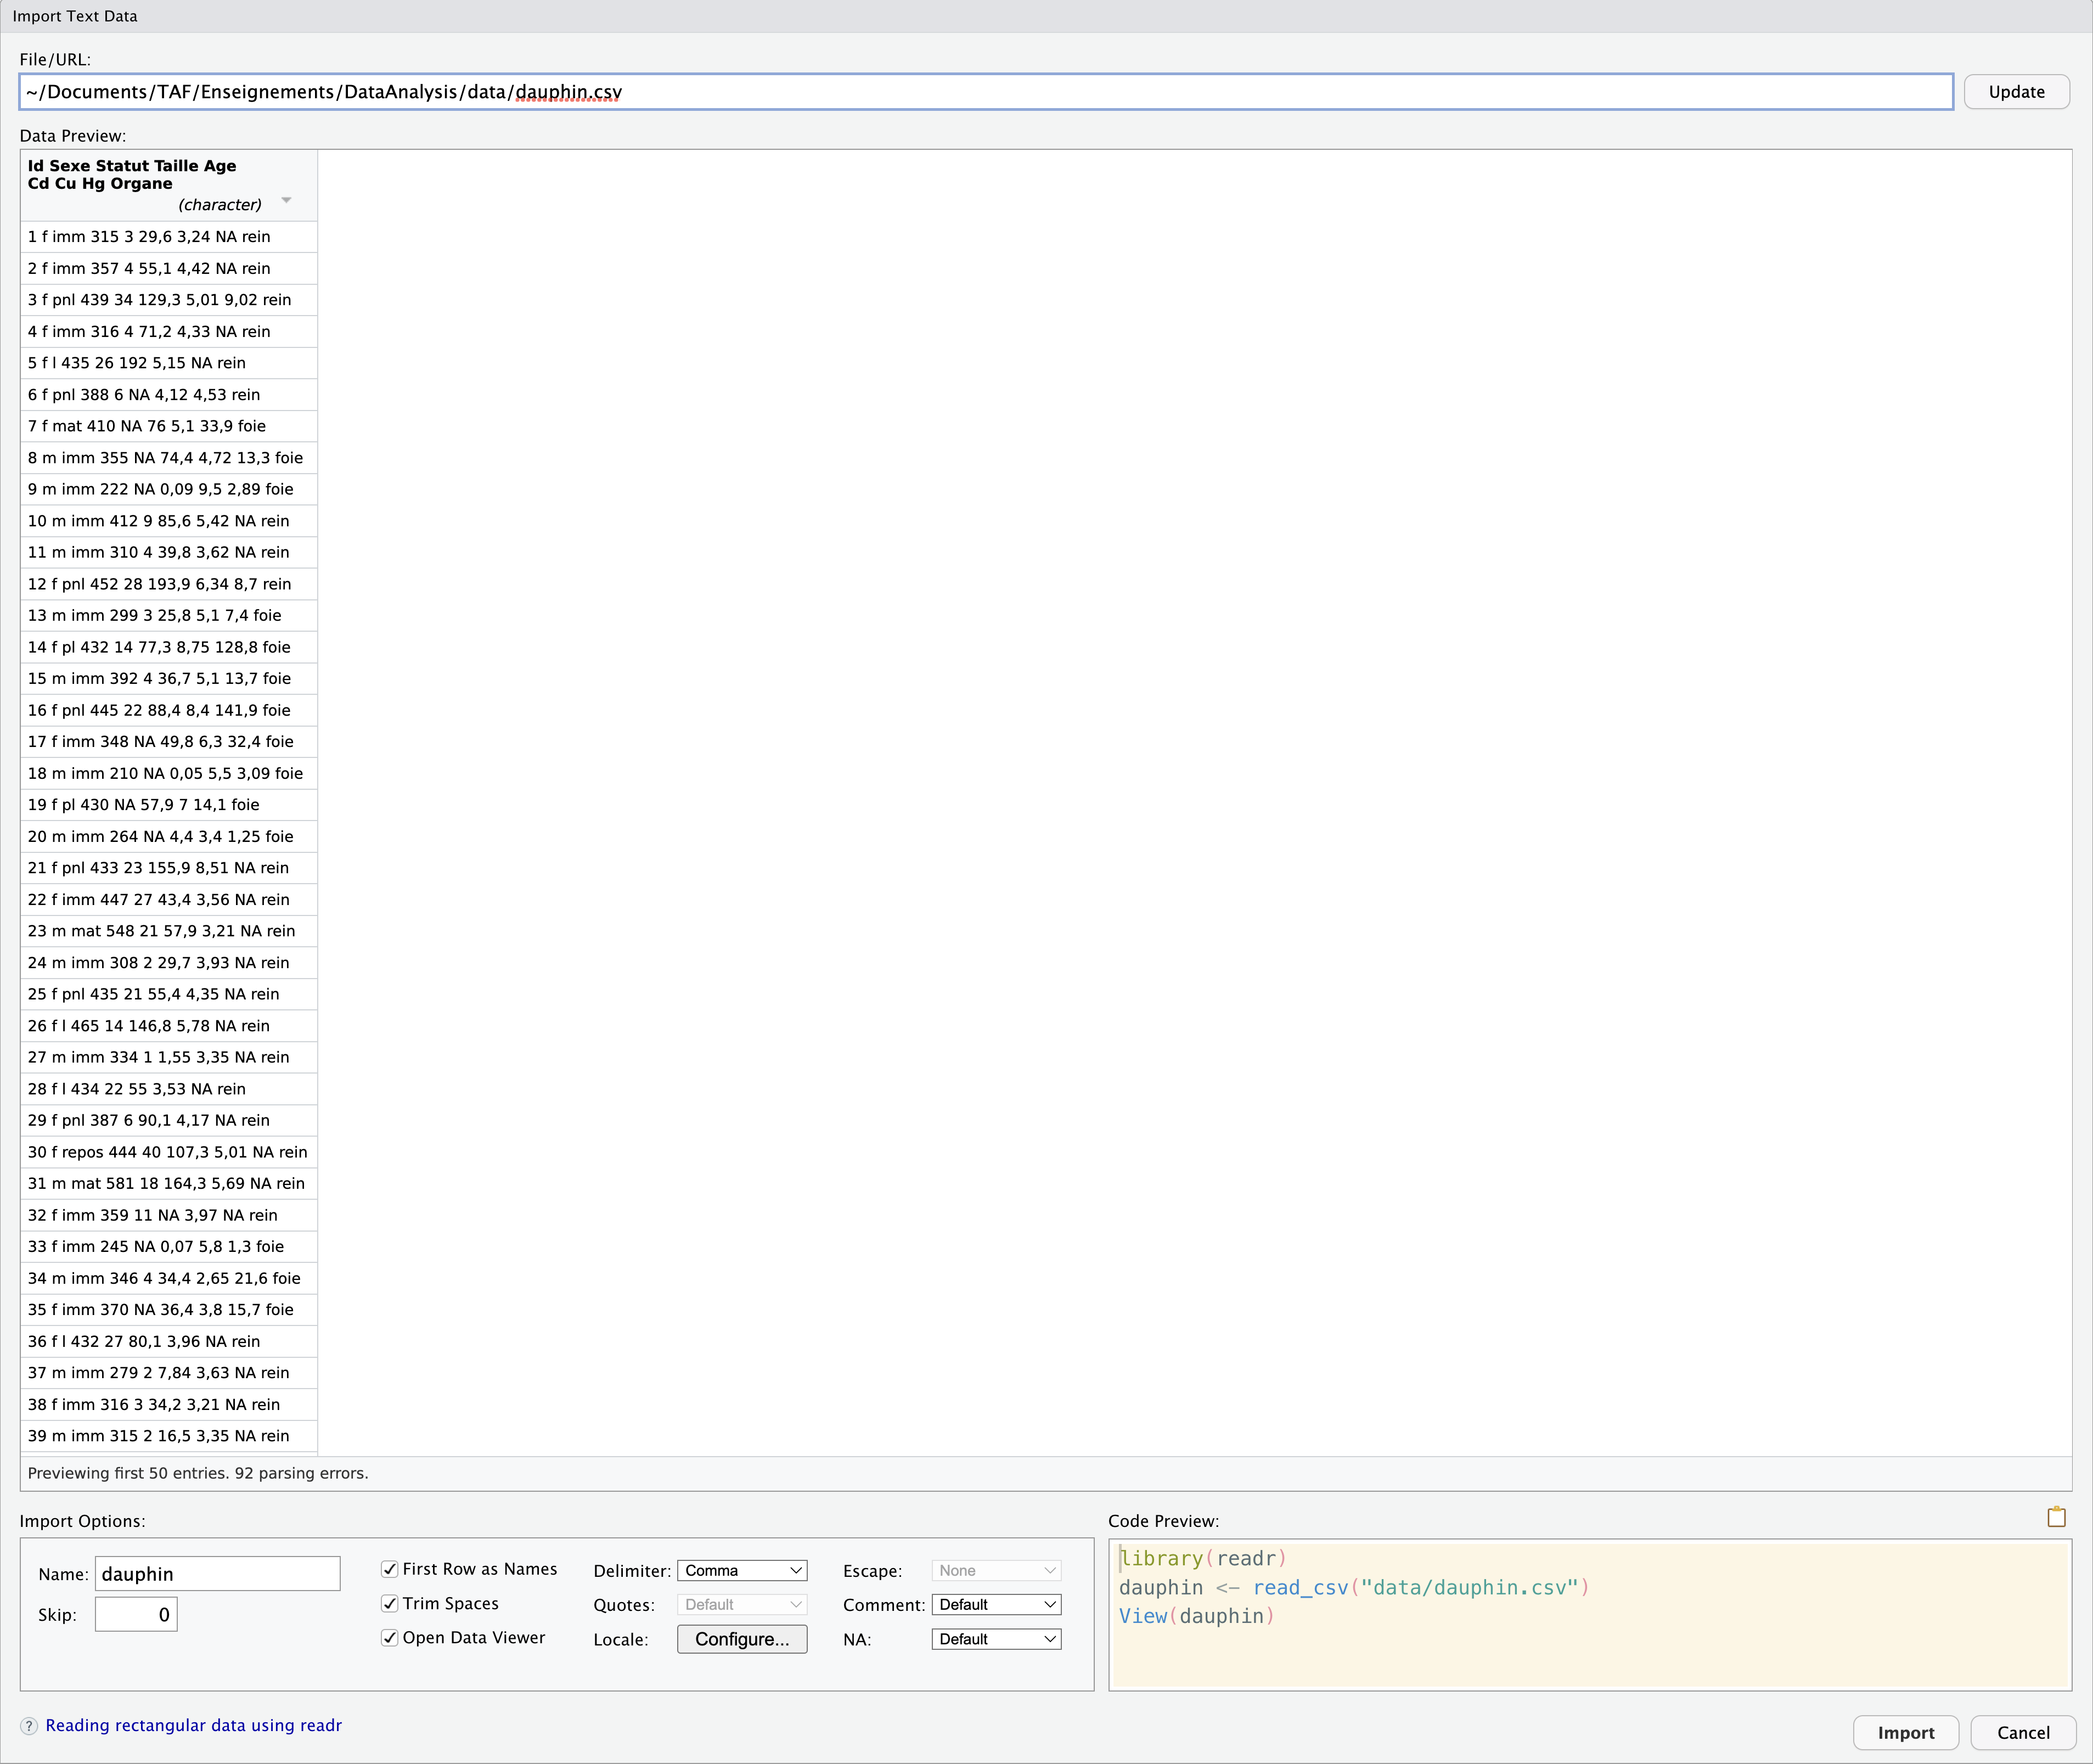 Import Text Data
File/URL:
~/Documents/TAF/Enseignements/DataAnalysis/data/dauphin.csv
Update
Data Preview:
Id Sexe Statut Taille Age
Cd Cu Hg Organe
(character)
1 f imm 315 3 29,6 3,24 NA rein
2 f imm 357 4 55,1 4,42 NA rein
3 f pnl 439 34 129,3 5,01 9,02 rein
4 f imm 316 4 71,2 4,33 NA rein
5 f l 435 26 192 5,15 NA rein
6 f pnl 388 6 NA 4,12 4,53 rein
7 f mat 410 NA 76 5,1 33,9 foie
8 m imm 355 NA 74,4 4,72 13,3 foie
9 m imm 222 NA 0,09 9,5 2,89 foie
10 m imm 412 9 85,6 5,42 NA rein
11 m imm 310 4 39,8 3,62 NA rein
12 f pnl 452 28 193,9 6,34 8,7 rein
13 m imm 299 3 25,8 5,1 7,4 foie
14 f pl 432 14 77,3 8,75 128,8 foie
15 m imm 392 4 36,7 5,1 13,7 foie
16 f pnl 445 22 88,4 8,4 141,9 foie
17 f imm 348 NA 49,8 6,3 32,4 foie
18 m imm 210 NA 0,05 5,5 3,09 foie
19 f pl 430 NA 57,9 7 14,1 foie
20 m imm 264 NA 4,4 3,4 1,25 foie
21 f pnl 433 23 155,9 8,51 NA rein
22 f imm 447 27 43,4 3,56 NA rein
23 m mat 548 21 57,9 3,21 NA rein
24 m imm 308 2 29,7 3,93 NA rein
25 f pnl 435 21 55,4 4,35 NA rein
26 f l 465 14 146,8 5,78 NA rein
27 m imm 334 1 1,55 3,35 NA rein
28 f l 434 22 55 3,53 NA rein
29 f pnl 387 6 90,1 4,17 NA rein
30 f repos 444 40 107,3 5,01 NA rein
31 m mat 581 18 164,3 5,69 NA rein
32 f imm 359 11 NA 3,97 NA rein
33 f imm 245 NA 0,07 5,8 1,3 foie
34 m imm 346 4 34,4 2,65 21,6 foie
35 f imm 370 NA 36,4 3,8 15,7 foie
36 f l 432 27 80,1 3,96 NA rein
37 m imm 279 2 7,84 3,63 NA rein
38 f imm 316 3 34,2 3,21 NA rein
39 m imm 315 2 16,5 3,35 NA rein
Previewing first 50 entries. 92 parsing errors.
Import Options:
Name: dauphin
Skip: 0
First Row as Names
Trim Spaces
Open Data Viewer
Delimiter: Comma
Quotes: Default
Locale: Configure...
Escape: None
Comment: Default
NA: Default
Code Preview:
library(readr)
dauphin <- read_csv("data/dauphin.csv")
View(dauphin)
? Reading rectangular data using readr
Import
Cancel